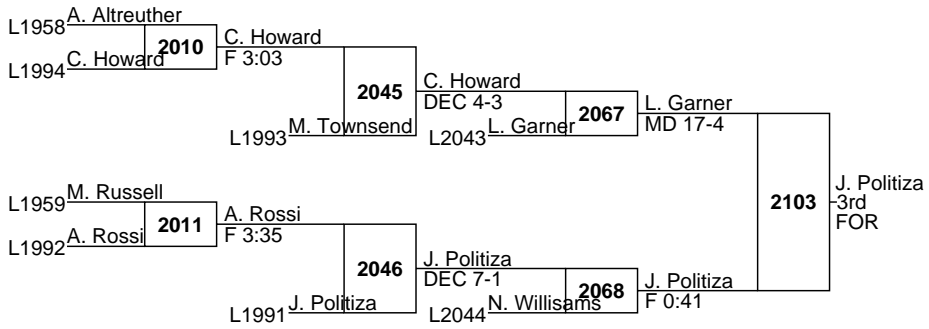 L1958 A. Altreuther
2010
L1994 C. Howard
C. Howard
F 3:03
2045
L1993 M. Townsend
C. Howard
DEC 4-3
2067
L2043 L. Garner
L. Garner
MD 17-4
L1959 M. Russell
2011
L1992 A. Rossi
A. Rossi
F 3:35
2046
L1991 J. Politiza
J. Politiza
DEC 7-1
2068
L2044 N. Willisams
J. Politiza
F 0:41
2103
J. Politiza
3rd
FOR